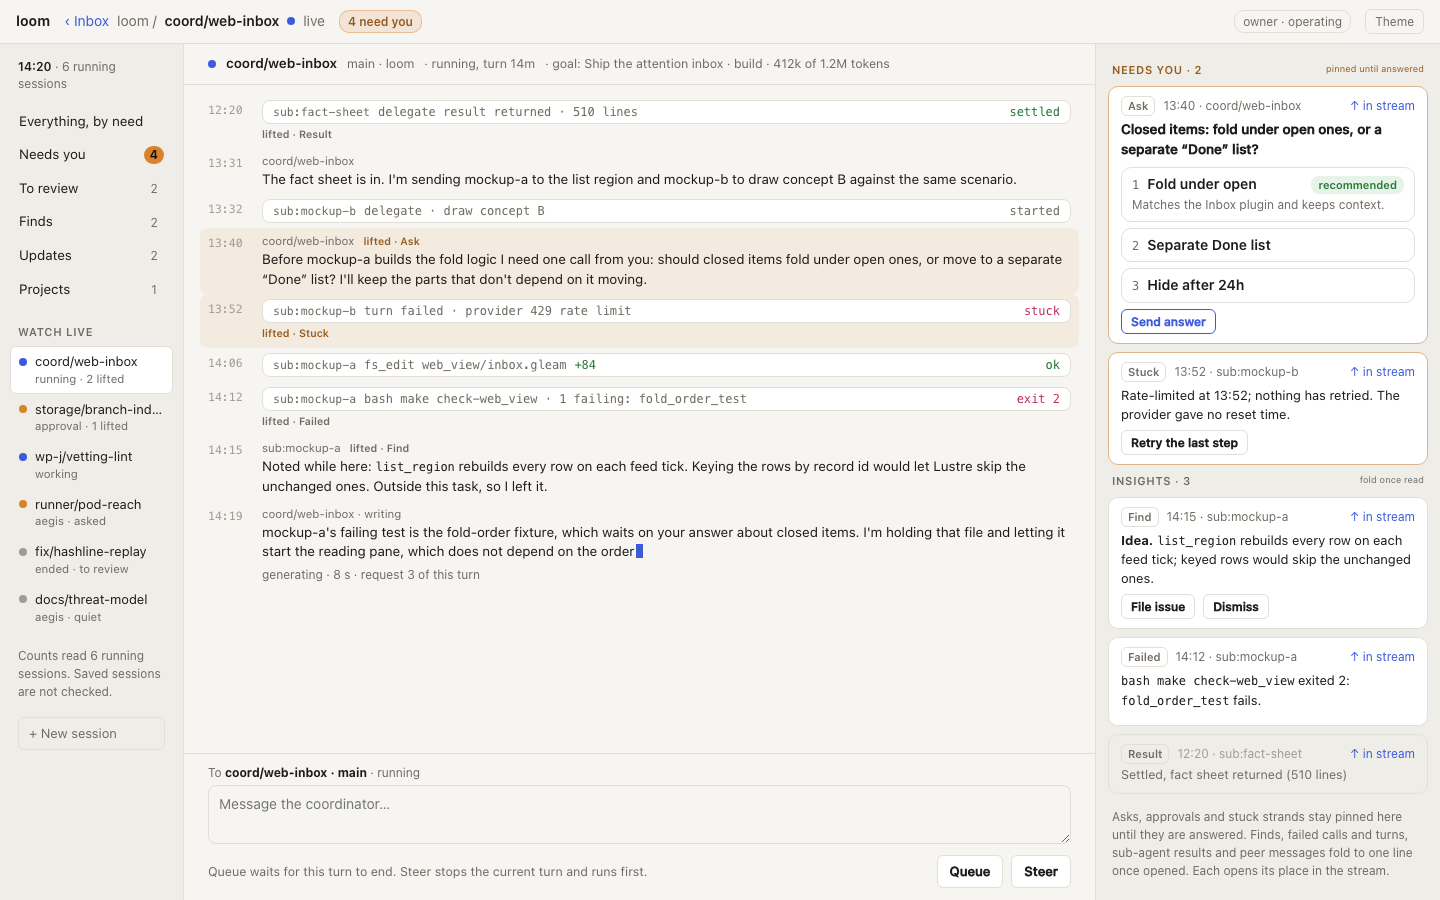 loom ‹ Inbox loom / coord/web-inbox live 4 need you owner · operating Theme
14:20 · 6 running sessions
Everything, by need
Needs you 4
To review 2
Finds 2
Updates 2
Projects 1
WATCH LIVE
coord/web-inbox
running · 2 lifted
storage/branch-ind...
approval · 1 lifted
wp-j/vetting-lint
working
runner/pod-reach
aegis · asked
fix/hashline-replay
ended · to review
docs/threat-model
aegis · quiet
Counts read 6 running
sessions. Saved sessions
are not checked.
+ New session
coord/web-inbox main · loom · running, turn 14m · goal: Ship the attention inbox · build · 412k of 1.2M tokens
12:20 sub:fact-sheet delegate result returned · 510 lines settled
lifted · Result
13:31 coord/web-inbox
The fact sheet is in. I'm sending mockup-a to the list region and mockup-b to draw concept B against the same scenario.
13:32 sub:mockup-b delegate · draw concept B started
13:40 coord/web-inbox lifted · Ask
Before mockup-a builds the fold logic I need one call from you: should closed items fold under open ones, or move to a separate
“Done” list? I'll keep the parts that don't depend on it moving.
13:52 sub:mockup-b turn failed · provider 429 rate limit stuck
lifted · Stuck
14:06 sub:mockup-a fs_edit web_view/inbox.gleam +84 ok
14:12 sub:mockup-a bash make check-web_view · 1 failing: fold_order_test exit 2
lifted · Failed
14:15 sub:mockup-a lifted · Find
Noted while here: list_region rebuilds every row on each feed tick. Keying the rows by record id would let Lustre skip the
unchanged ones. Outside this task, so I left it.
14:19 coord/web-inbox · writing
mockup-a's failing test is the fold-order fixture, which waits on your answer about closed items. I'm holding that file and letting it
start the reading pane, which does not depend on the order
generating · 8 s · request 3 of this turn
To coord/web-inbox · main · running
Message the coordinator...
Queue waits for this turn to end. Steer stops the current turn and runs first. Queue Steer
NEEDS YOU · 2 pinned until answered
Ask 13:40 · coord/web-inbox ↑ in stream
Closed items: fold under open ones, or a
separate “Done” list?
1 Fold under open recommended
Matches the Inbox plugin and keeps context.
2 Separate Done list
3 Hide after 24h
Send answer
Stuck 13:52 · sub:mockup-b ↑ in stream
Rate-limited at 13:52; nothing has retried. The
provider gave no reset time.
Retry the last step
INSIGHTS · 3 fold once read
Find 14:15 · sub:mockup-a ↑ in stream
Idea. list_region rebuilds every row on each
feed tick; keyed rows would skip the unchanged
ones.
File issue Dismiss
Failed 14:12 · sub:mockup-a ↑ in stream
bash make check-web_view exited 2:
fold_order_test fails.
Result 12:20 · sub:fact-sheet ↑ in stream
Settled, fact sheet returned (510 lines)
Asks, approvals and stuck strands stay pinned here
until they are answered. Finds, failed calls and turns,
sub-agent results and peer messages fold to one line
once opened. Each opens its place in the stream.